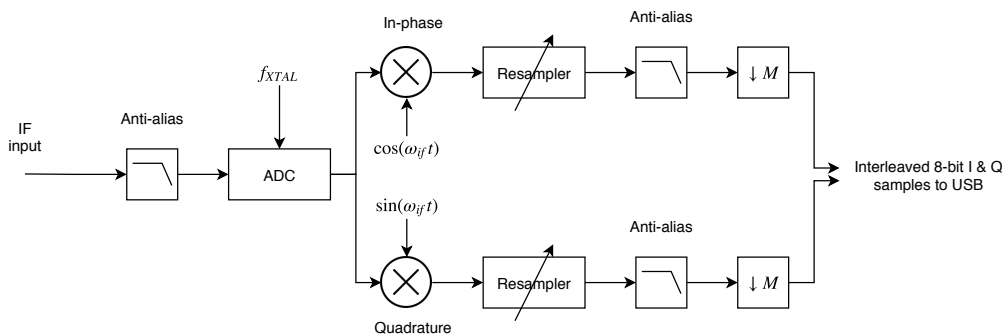 In-phase
Anti-alias
Resampler
↓ M
f_XTAL
cos(ω_if t)
Anti-alias
IF
input
ADC
Interleaved 8-bit I & Q
samples to USB
sin(ω_if t)
Anti-alias
Resampler
↓ M
Quadrature